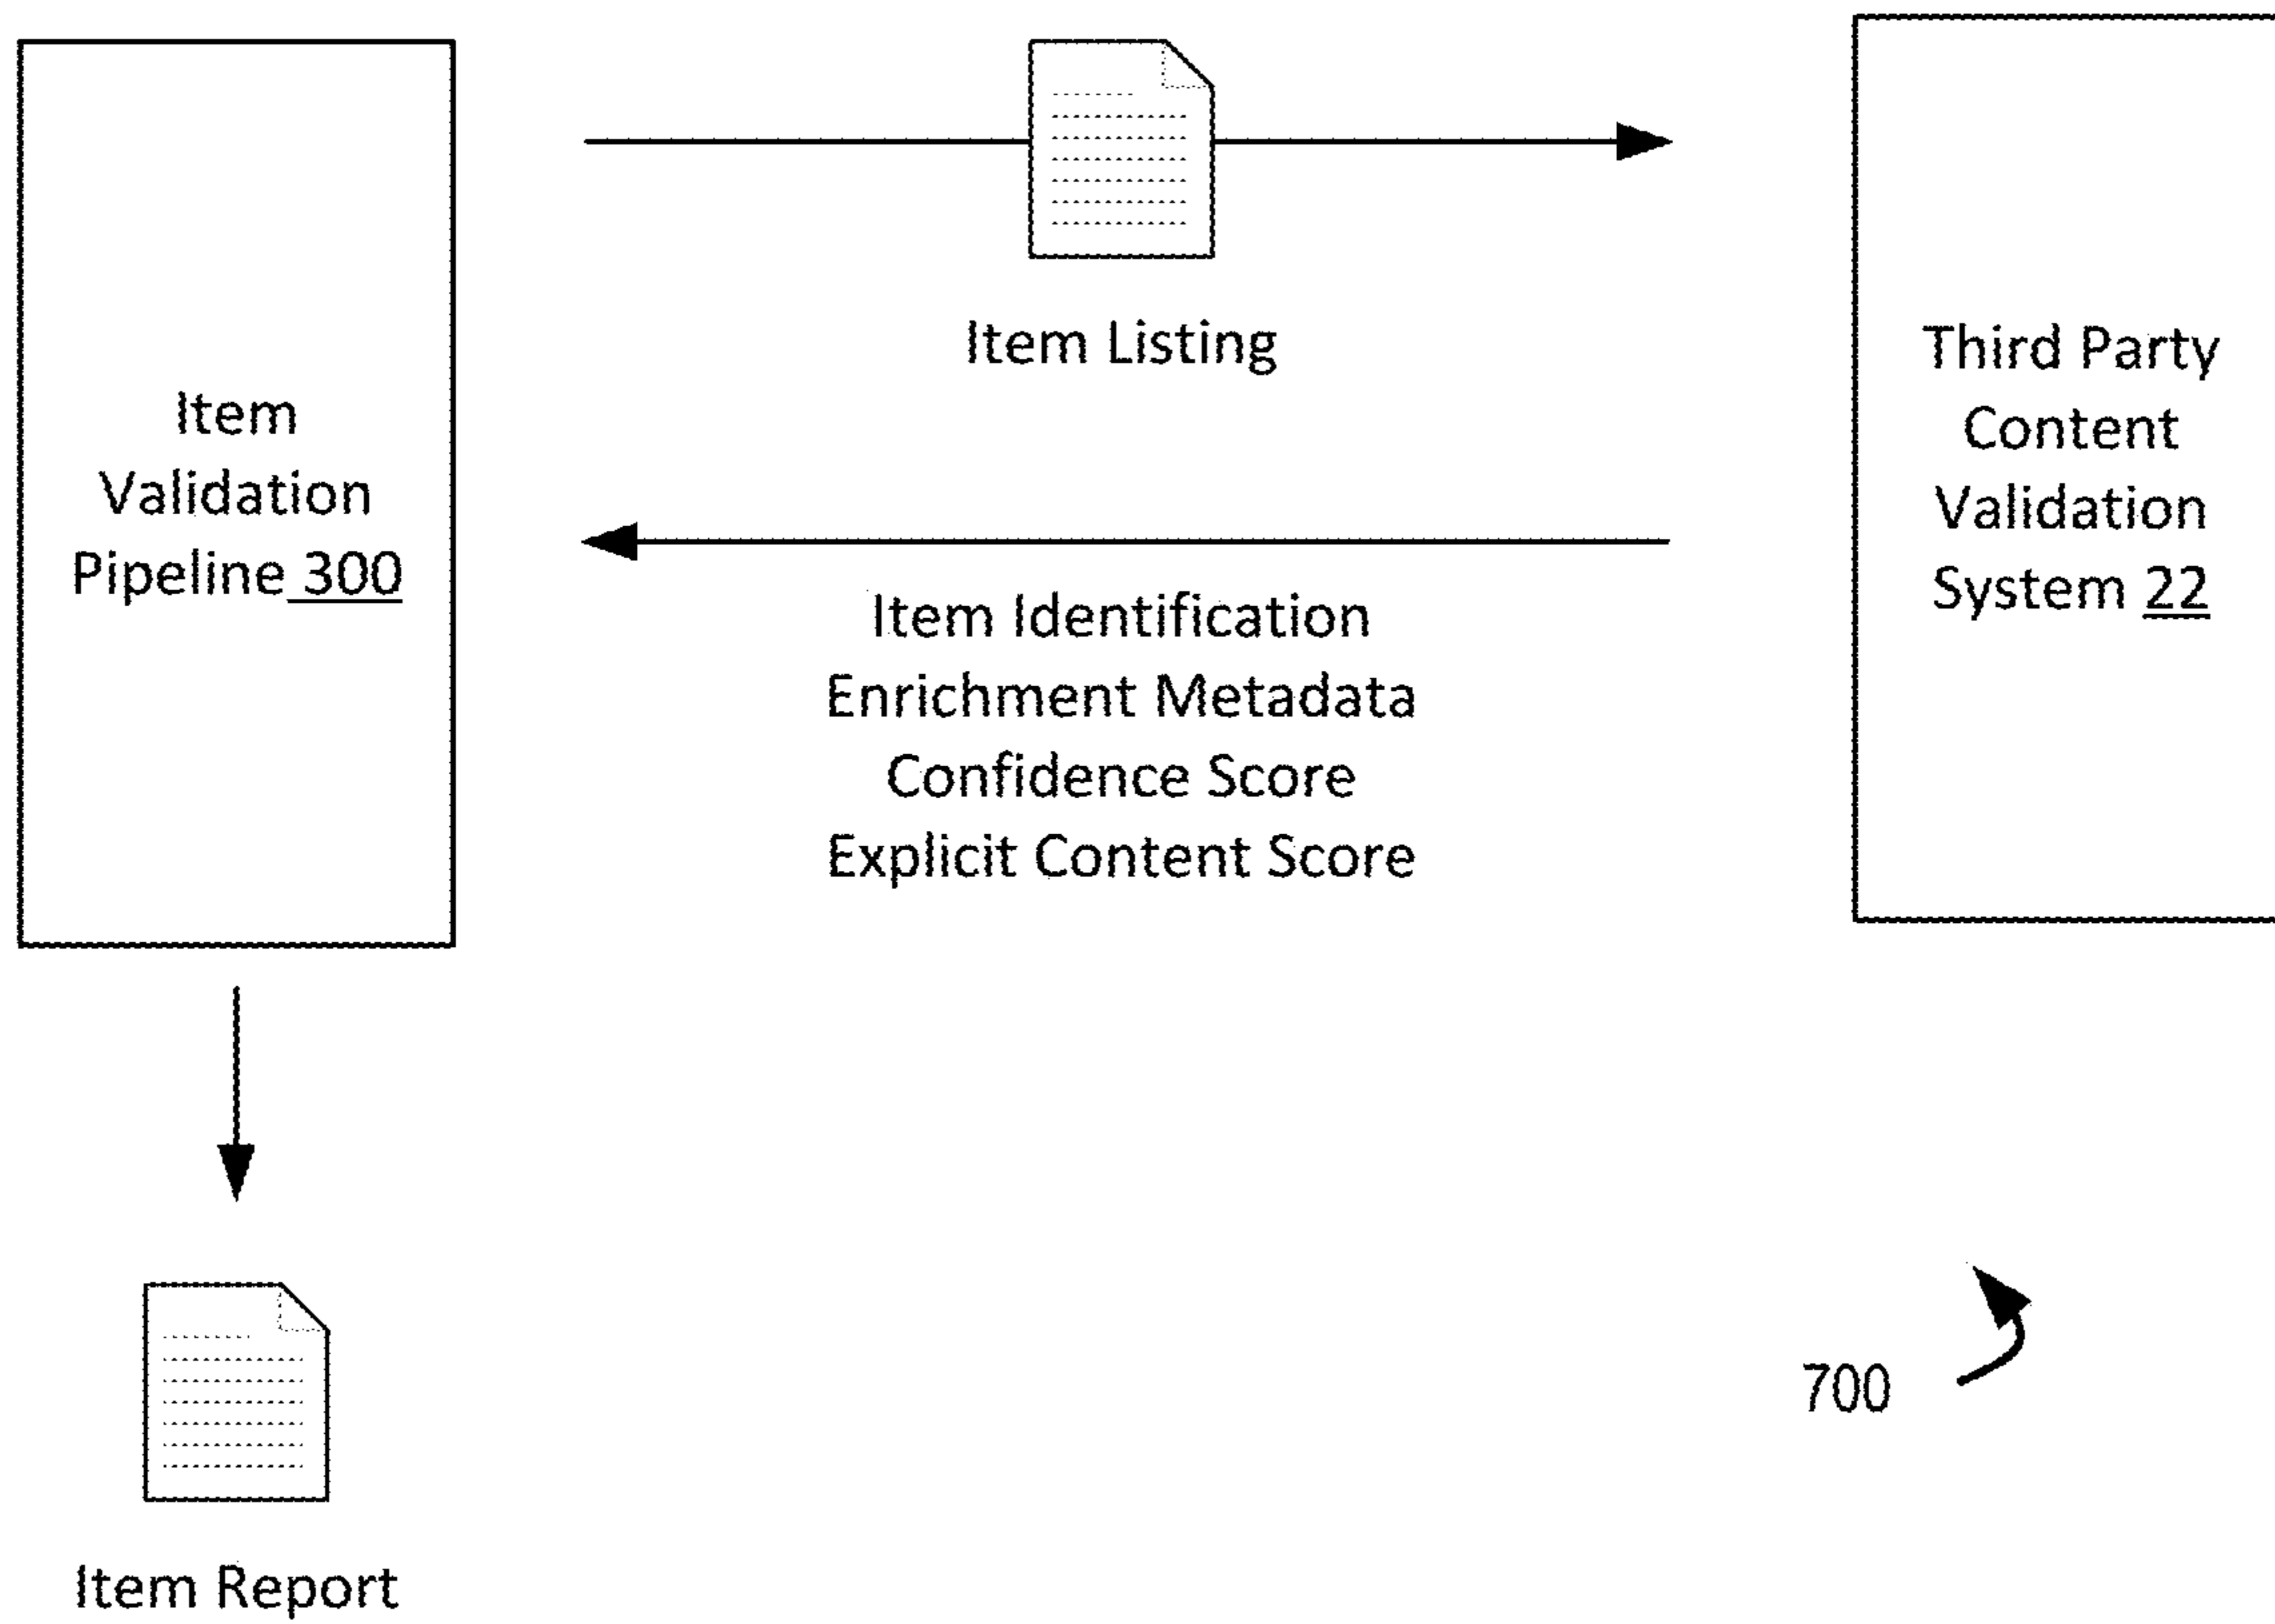 Item
Validation
Pipeline 300
Item Listing
Item Identification
Enrichment Metadata
Confidence Score
Explicit Content Score
Third Party
Content
Validation
System 22
Item Report
700